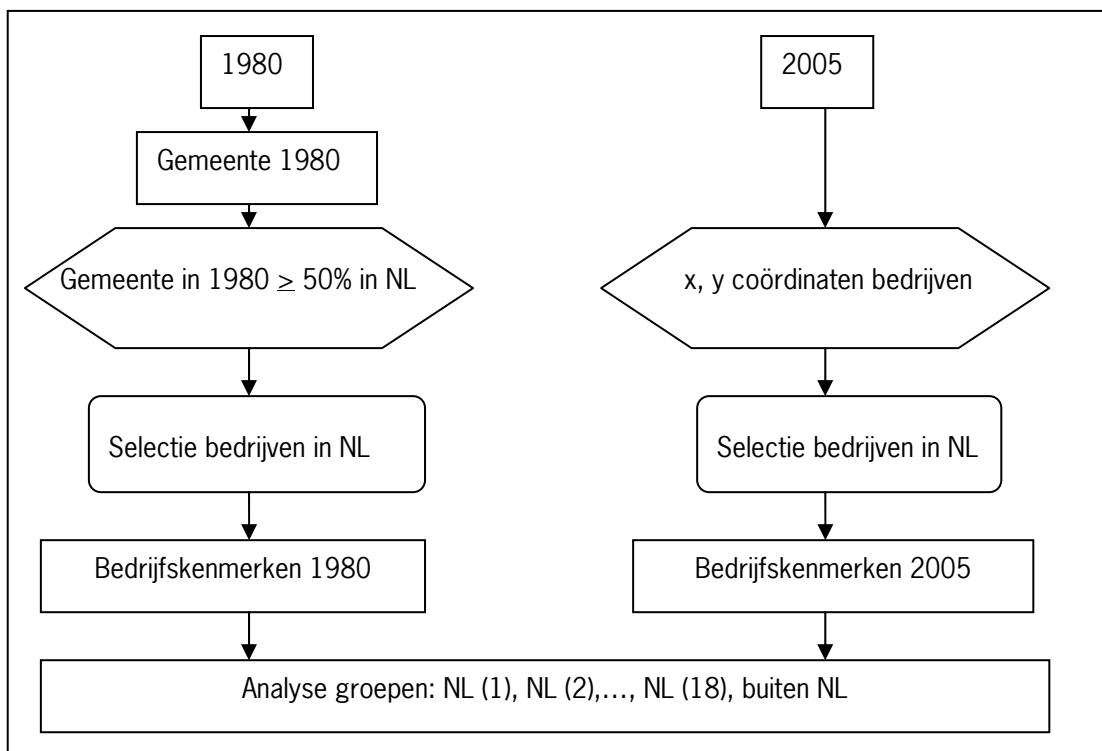 1980
2005
Gemeente 1980
Gemeente in 1980 ≥ 50% in NL
x, y coördinaten bedrijven
Selectie bedrijven in NL
Selectie bedrijven in NL
Bedrijfskenmerken 1980
Bedrijfskenmerken 2005
Analyse groepen: NL (1), NL (2),…, NL (18), buiten NL